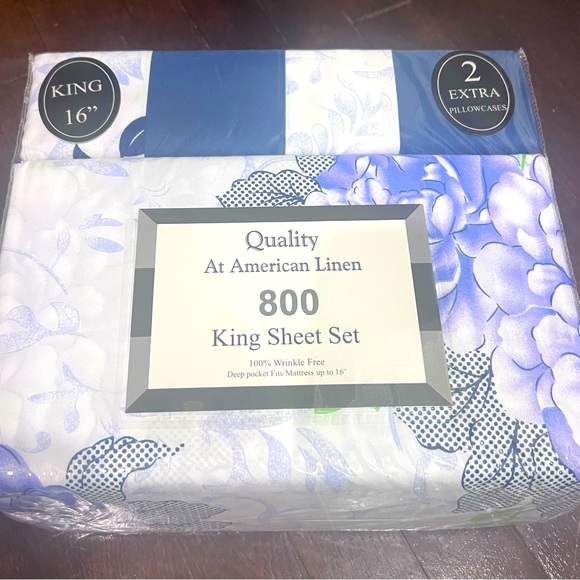 KING
16”
2
EXTRA
PILLOWCASES
Quality
At American Linen
800
King Sheet Set
100% Wrinkle Free
Deep pocket Fits Mattress up to 16"